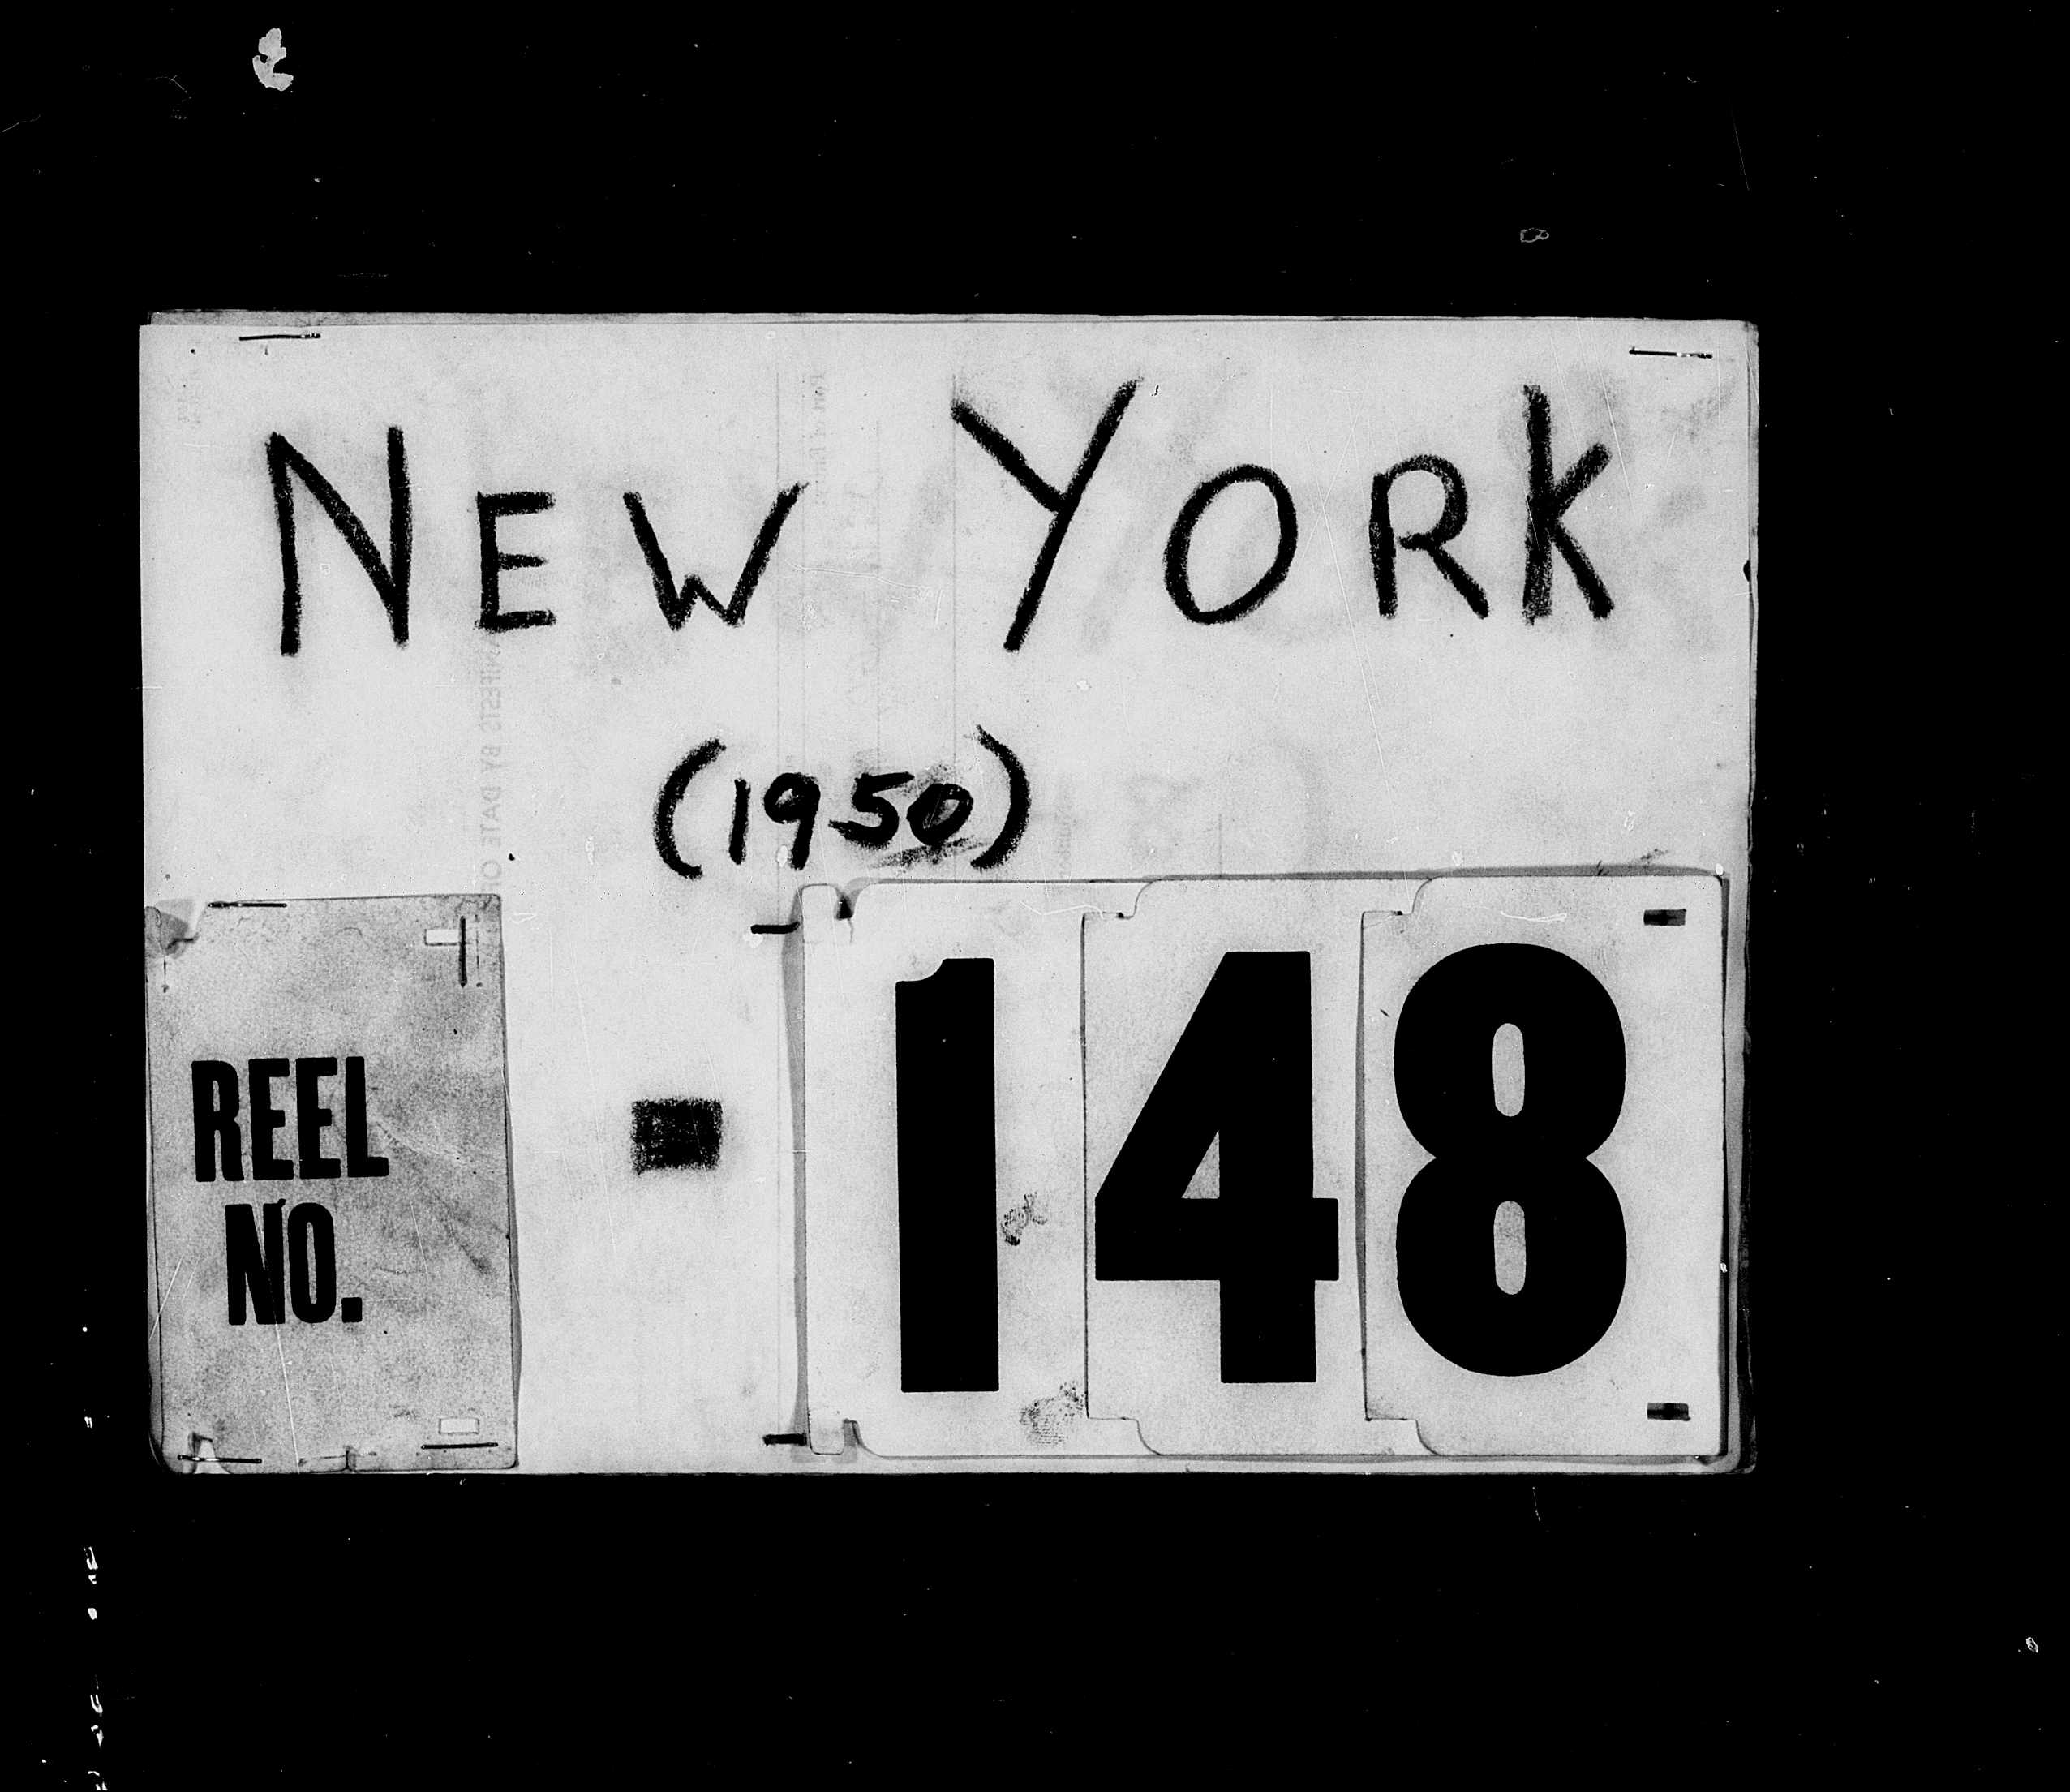 NEW YORK
(1950)
REEL
NO.
- 148